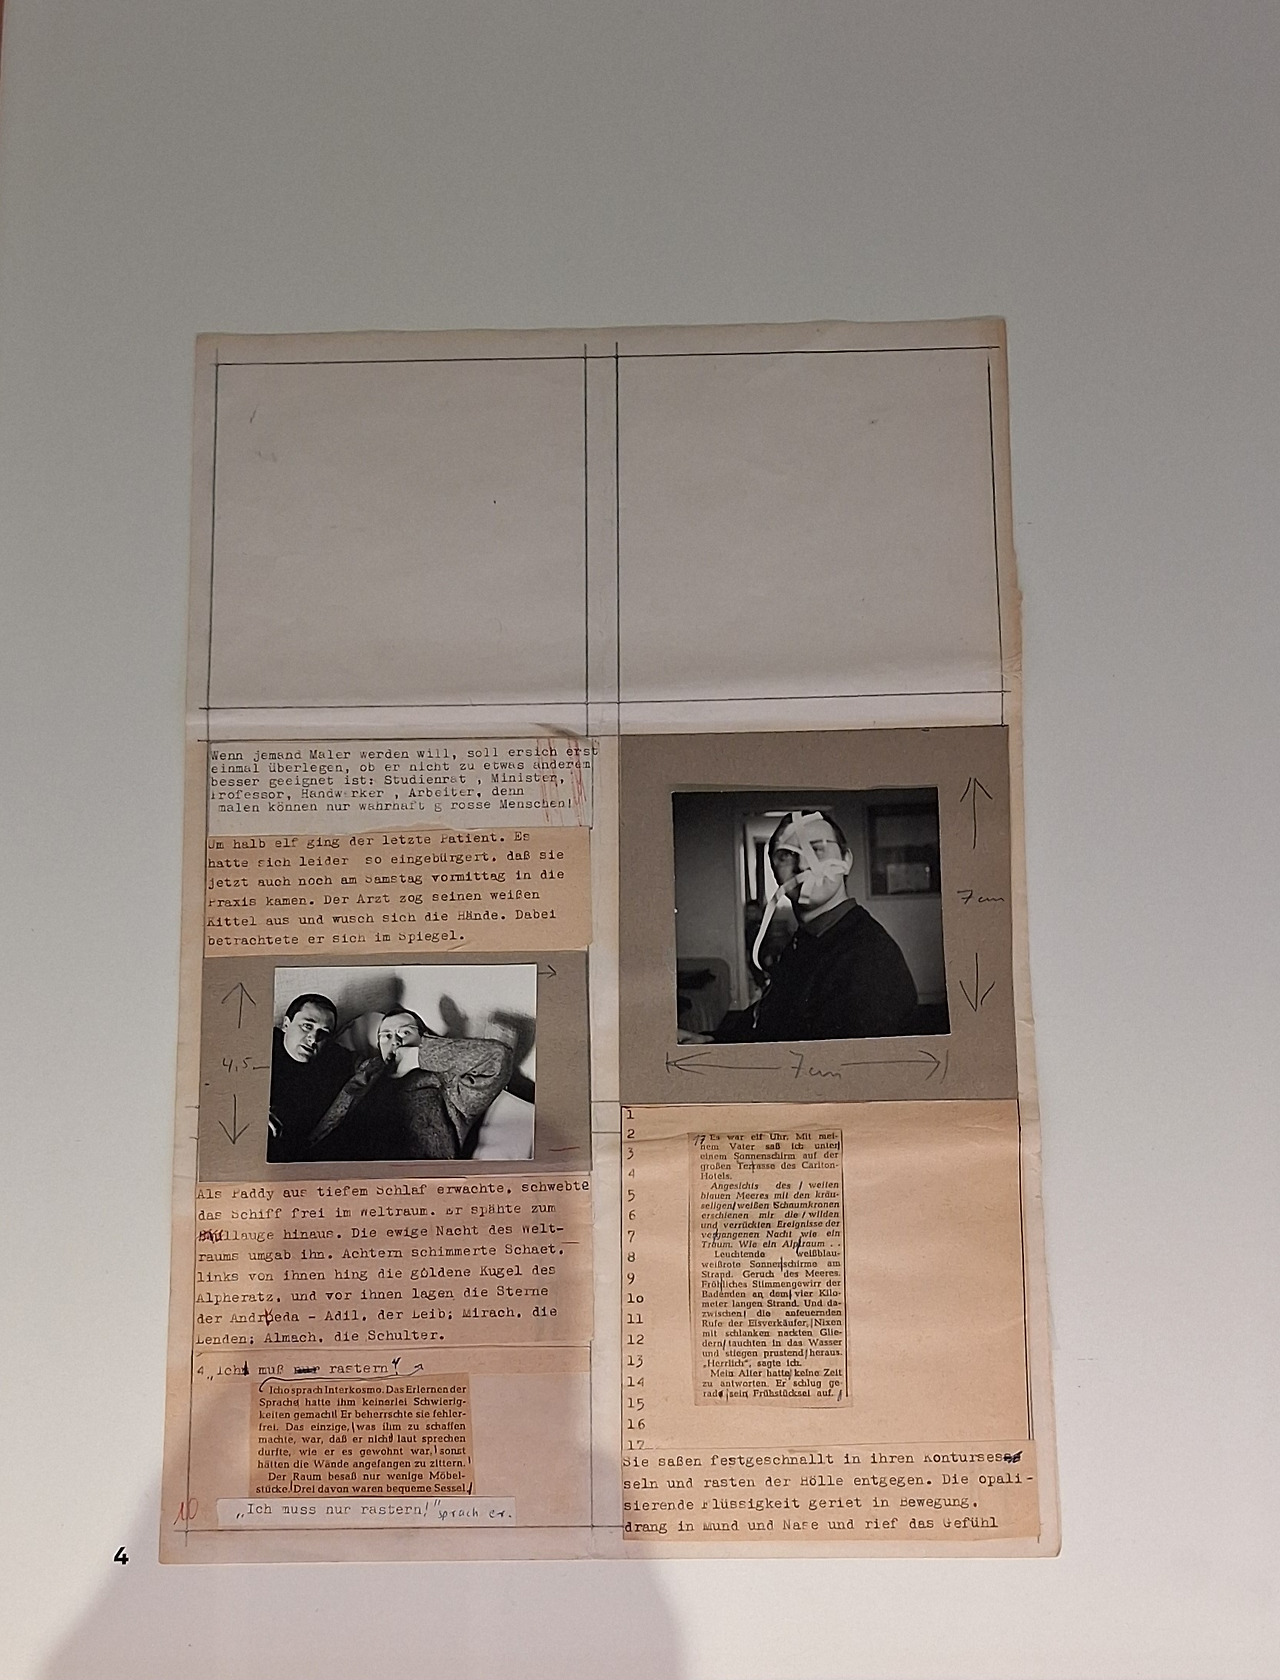 Wenn jemand Maler werden will, soll ersich erst
einmal überlegen, ob er nicht zu etwas anderem
besser geeignet ist: Studienrat , Minister,
Professor, Handwerker , Arbeiter, denn
malen können nur wahrhaft g rosse Menschen!
Um halb elf ging der letzte Patient. Es
hatte sich leider so eingebürgert, daß sie
jetzt auch noch am Samstag vormittag in die
Praxis kamen. Der Arzt zog seinen weißen
Kittel aus und wusch sich die Hände. Dabei
betrachtete er sich im Spiegel.
4,5
Als Paddy aus tiefem Schlaf erwachte, schwebte
das Schiff frei im Weltraum. Er spähte zum
llauge hinaus. Die ewige Nacht des Welt-
raums umgab ihn. Achtern schimmerte Schaet,
links von ihnen hing die göldene Kugel des
Alpheratz, und vor ihnen lagen die Sterne
der Andr eda - Adil, der Leib; Mirach, die
Lenden; Almach, die Schulter.
4 „Ich muß nur rastern“
Icho sprach Interkosmo. Das Erlernen der
Sprache hatte ihm keinerlei Schwierig-
keiten gemacht! Er beherrschte sie fehler-
frei. Das einzige, was ihm zu schaffen
machte, war, daß er nicht laut sprechen
durfte, wie er es gewohnt war, sonst
hätten die Wände angefangen zu zittern.
Der Raum besaß nur wenige Möbel-
stücke. Drei davon waren bequeme Sessel.
10
„Ich muss nur rastern!“ sprach er.
7cm
7cm
1
2
3
4
5
6
7
8
9
10
11
12
13
14
15
16
17
17 Es war elf Uhr. Mit mei-
nem Vater saß ich unter
einem Sonnenschirm auf der
großen Terrasse des Carlton-
Hotels.
Angesichts des weiten
blauen Meeres mit den kräu-
seligen weißen Schaumkronen
erschienen mir die wilden
und verrückten Ereignisse der
vergangenen Nacht wie ein
Traum. Wie ein Alptraum . .
Leuchtende weißblau-
weißrote Sonnenschirme am
Strand. Geruch des Meeres.
Fröhliches Stimmengewirr der
Badenden an dem vier Kilo-
meter langen Strand. Und da-
zwischen die anfeuernden
Rufe der Eisverkäufer. Nixen
mit schlanken nackten Glie-
dern tauchten in das Wasser
und stiegen prustend heraus.
„Herrlich“, sagte ich.
Mein Alter hatte keine Zeit
zu antworten. Er schlug ge-
rade sein Frühstücksei auf.
Sie saßen festgeschnallt in ihren Konturses
seln und rasten der Hölle entgegen. Die opali-
sierende Flüssigkeit geriet in Bewegung,
drang in Mund und Nase und rief das Gefühl
4